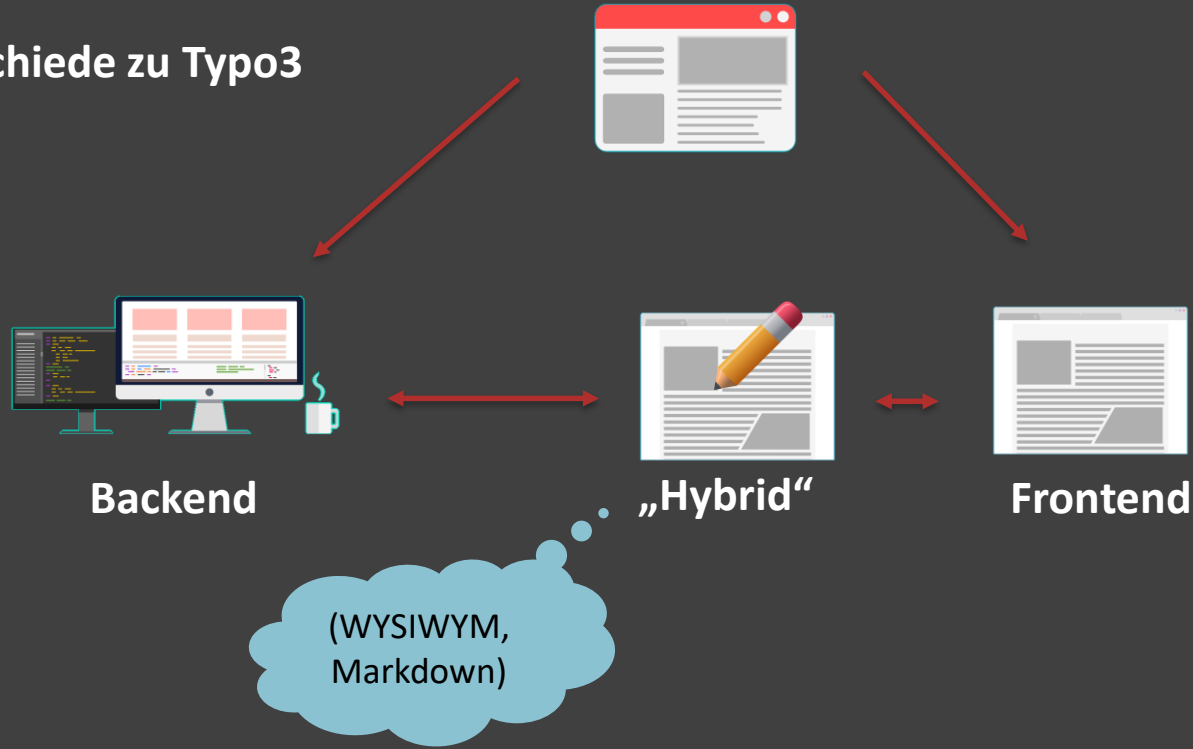 chiede zu Typo3
Backend
„Hybrid“
Frontend
(WYSIWYM,
Markdown)